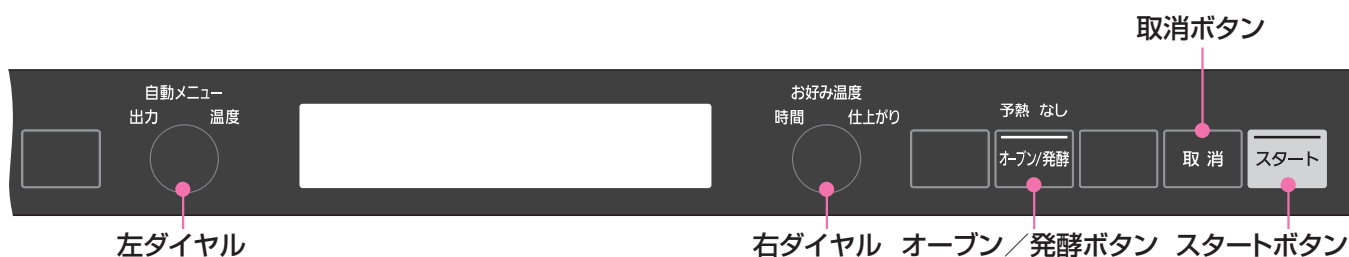 取消ボタン
自動メニュー
出力 温度
お好み温度
時間 仕上がり
予熱 なし
オーブン/発酵
取消
スタート
左ダイヤル
右ダイヤル
オーブン／発酵ボタン
スタートボタン